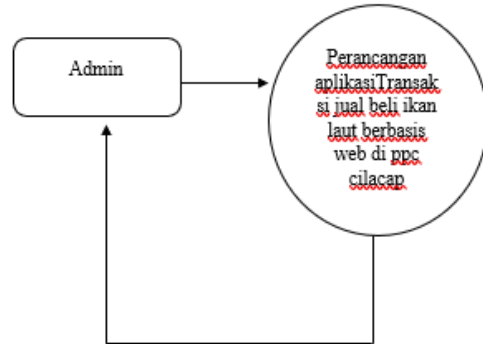 Admin
Perancangan
aplikasiTransak
si jual beli ikan
laut berbasis
web di ppc
cilacap